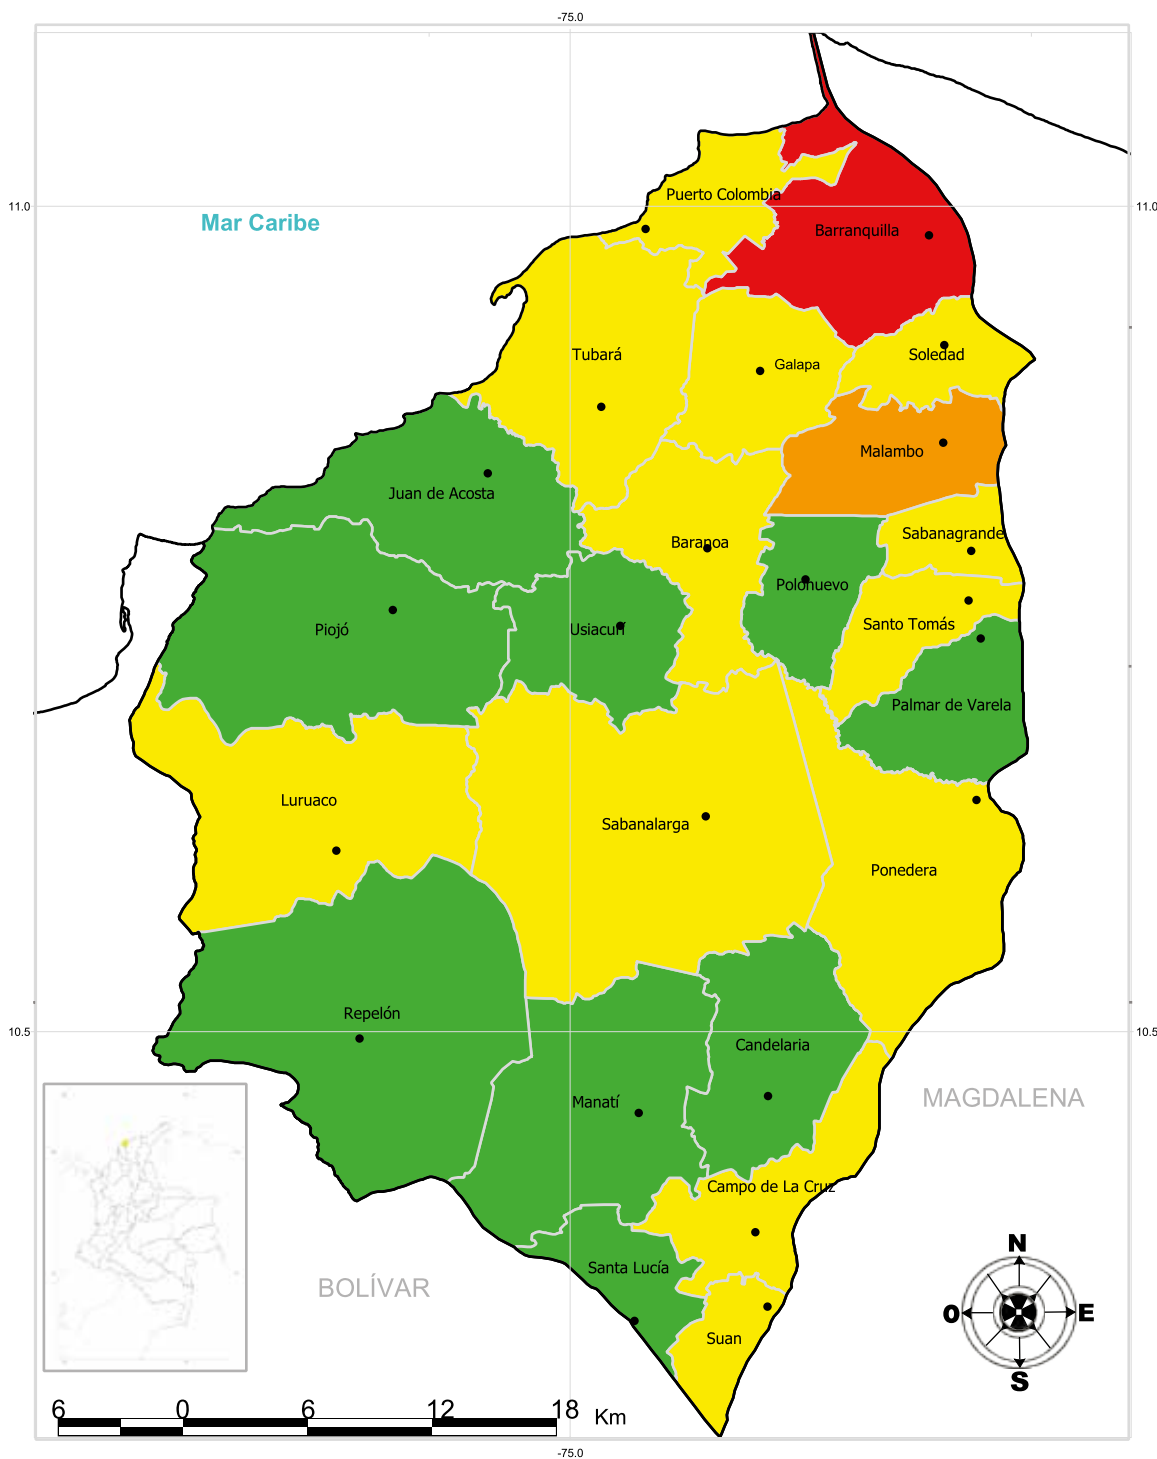 -75.0
11.0
11.0
Puerto Colombia
Mar Caribe
Barranquilla
Tubará
Soledad
Galapa
Malambo
Juan de Acosta
Sabanagrande
Baranoa
Polonuevo
Santo Tomás
Piojó
Usiacurí
Palmar de Varela
Luruaco
Sabanalarga
Ponedera
Repelón
10.5
10.5
Candelaria
Manatí
MAGDALENA
Campo de La Cruz
Santa Lucía
BOLÍVAR
Suan
N
O
E
S
6 0 6 12 18 Km
-75.0